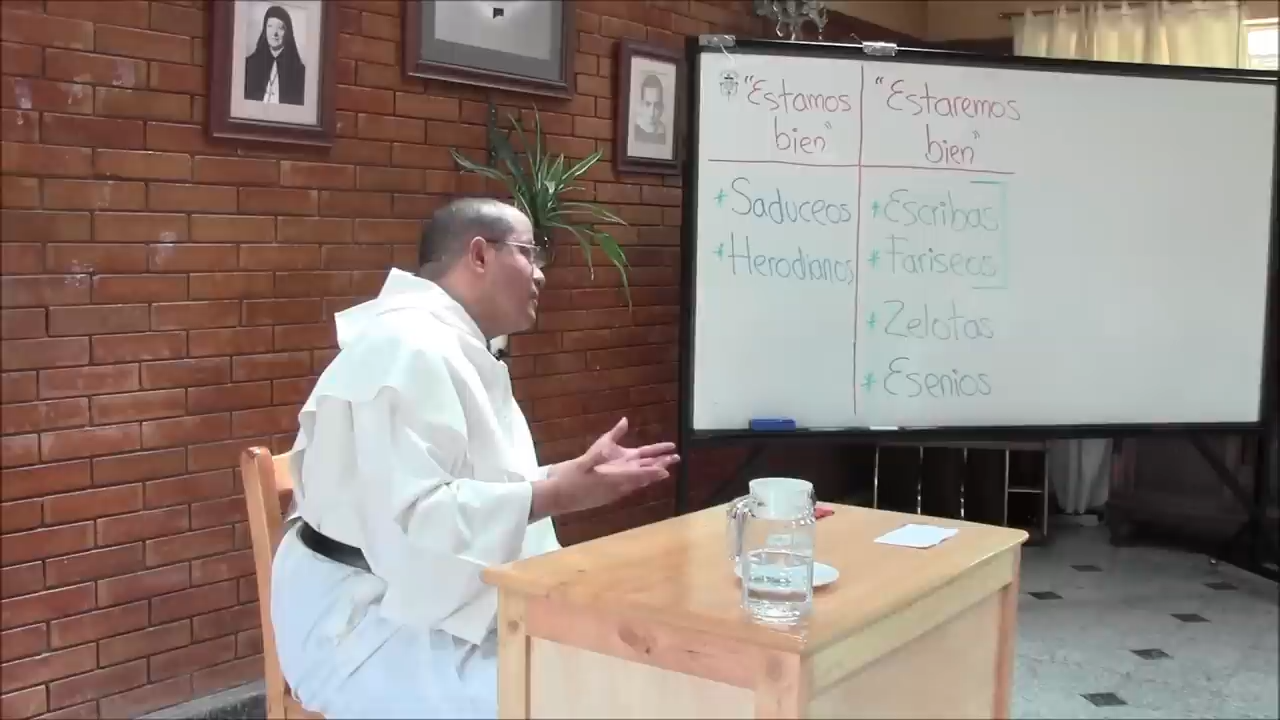 "Estamos
bien"
"Estaremos
bien"
* Saduceos
* Herodianos
* Escribas
* Fariseos
* Zelotas
* Esenios